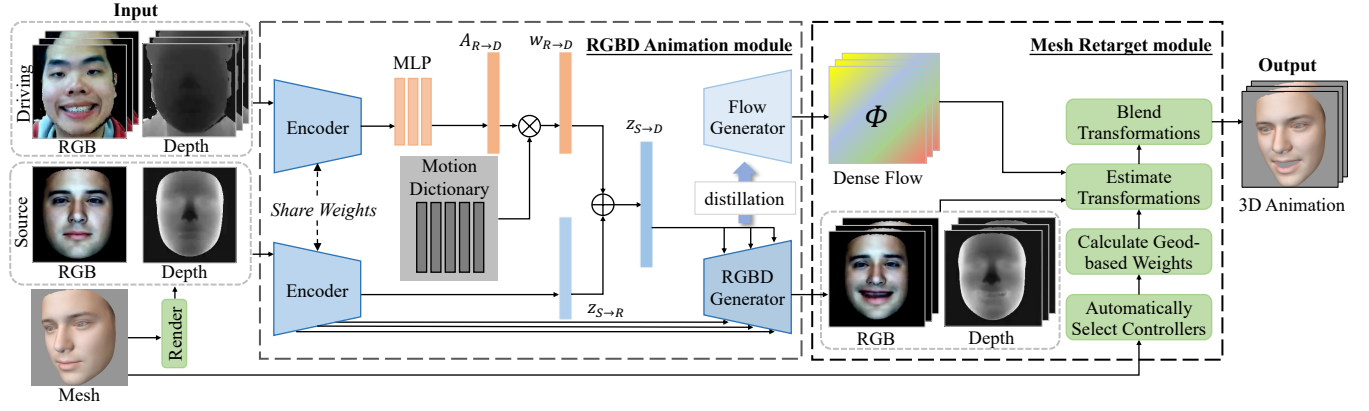 Input
Driving
RGB
Depth
Source
RGB
Depth
Mesh
Render
RGBD Animation module
Encoder
MLP
A_{R→D}
w_{R→D}
Motion
Dictionary
Share Weights
Encoder
z_{S→R}
z_{S→D}
Flow
Generator
distillation
RGBD
Generator
Mesh Retarget module
Φ
Dense Flow
RGB
Depth
Blend
Transformations
Estimate
Transformations
Calculate Geod-
based Weights
Automatically
Select Controllers
Output
3D Animation